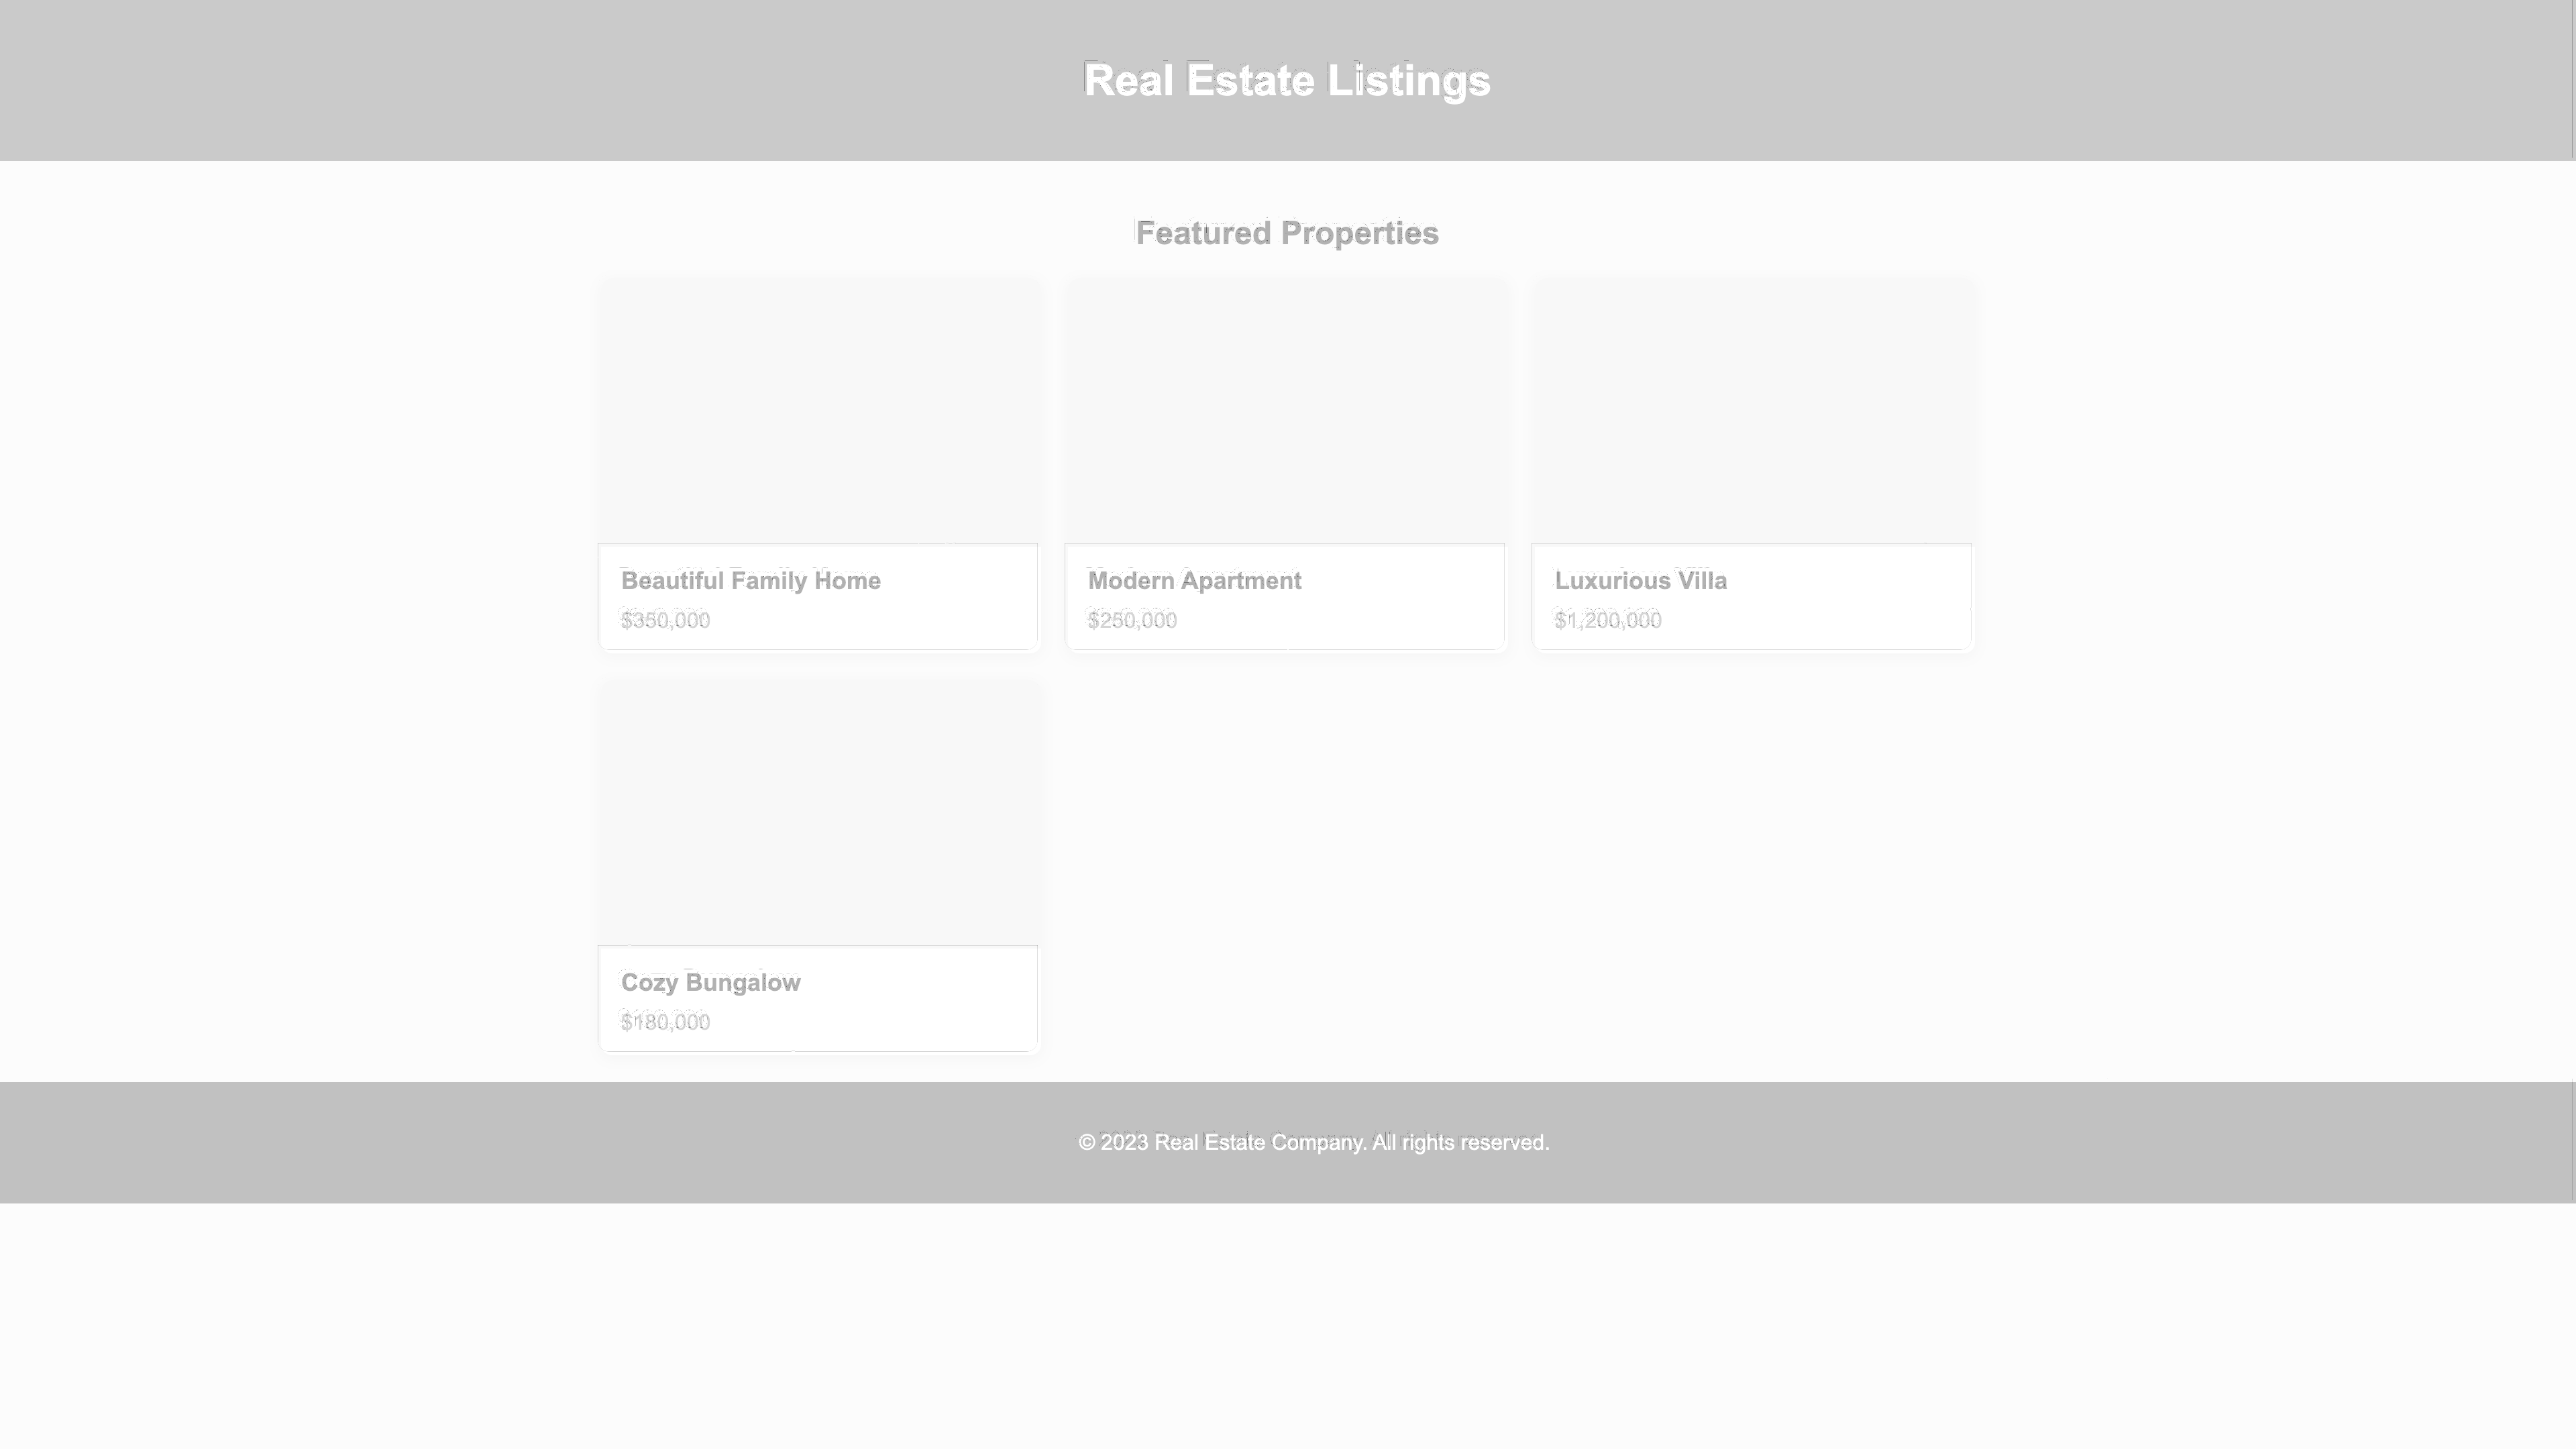 Real Estate Listings
Featured Properties
Beautiful Family Home
$350,000
Modern Apartment
$250,000
Luxurious Villa
$1,200,000
Cozy Bungalow
$180,000
© 2023 Real Estate Company. All rights reserved.